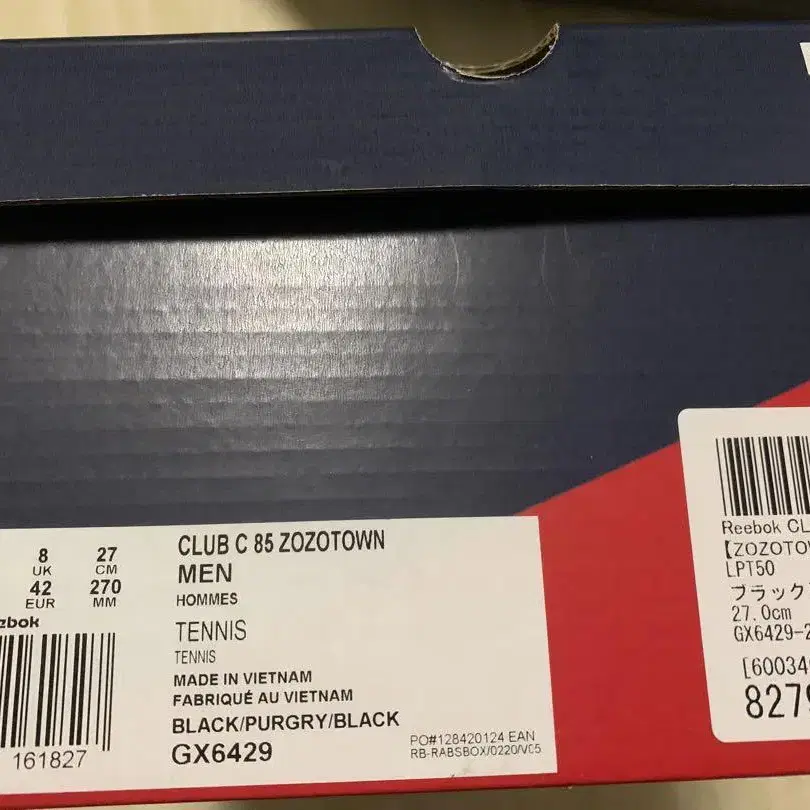 8 27
UK CM
42 270
EUR MM
ebok
161827
CLUB C 85 ZOZOTOWN
MEN
HOMMES
TENNIS
TENNIS
MADE IN VIETNAM
FABRIQUÉ AU VIETNAM
BLACK/PURGRY/BLACK
GX6429
PO#128420124 EAN
RB-RABSBOX/0220/V05
Reebok CL
【ZOZOTO
LPT50
ブラック
27.0cm
GX6429-2
[60034
8279